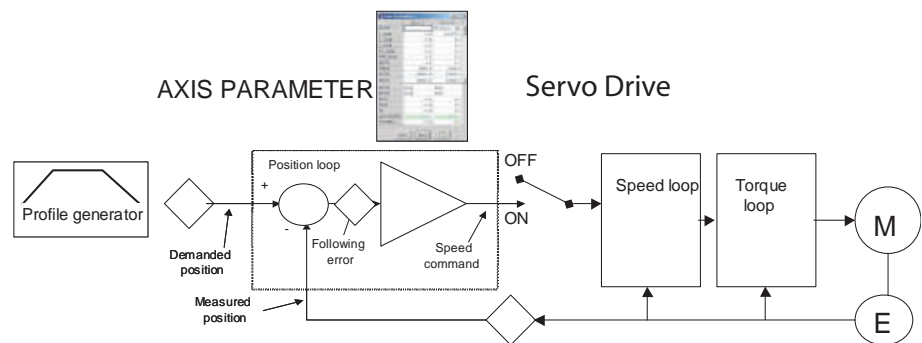 AXIS PARAMETER
Servo Drive
Profile generator
Demanded
position
Position loop
+
-
Following
error
Speed
command
Measured
position
OFF
ON
Speed loop
Torque
loop
M
E